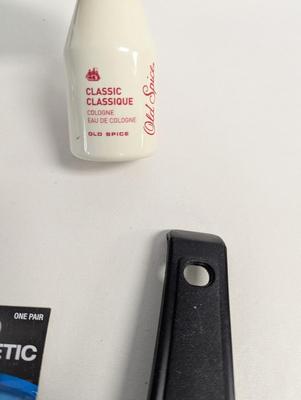 CLASSIC
CLASSIQUE
COLOGNE
EAU DE COLOGNE
OLD SPICE
Old Spice
ONE PAIR
ETIC